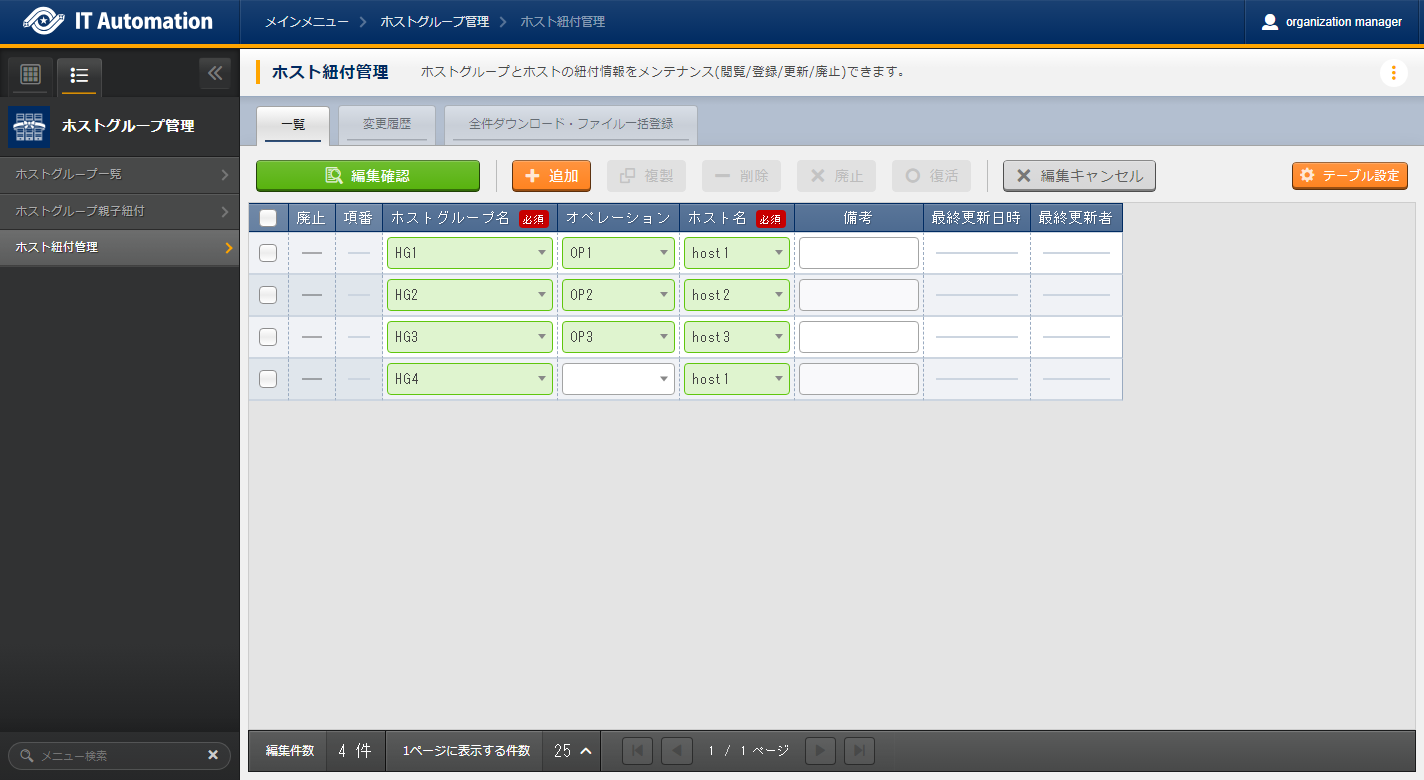 IT Automation
メインメニュー ホストグループ管理 ホスト紐付管理
organization manager
ホストグループ管理
ホストグループ一覧
ホストグループ親子紐付
ホスト紐付管理
メニュー検索
ホスト紐付管理 ホストグループとホストの紐付情報をメンテナンス(閲覧/登録/更新/廃止)できます。
一覧 変更履歴 全件ダウンロード・ファイル一括登録
編集確認 追加 複製 削除 廃止 復活 編集キャンセル テーブル設定
廃止 項番 ホストグループ名 必須 オペレーション ホスト名 必須 備考 最終更新日時 最終更新者
HG1 OP1 host1
HG2 OP2 host2
HG3 OP3 host3
HG4 host1
編集件数 4 件 1ページに表示する件数 25 1 / 1 ページ